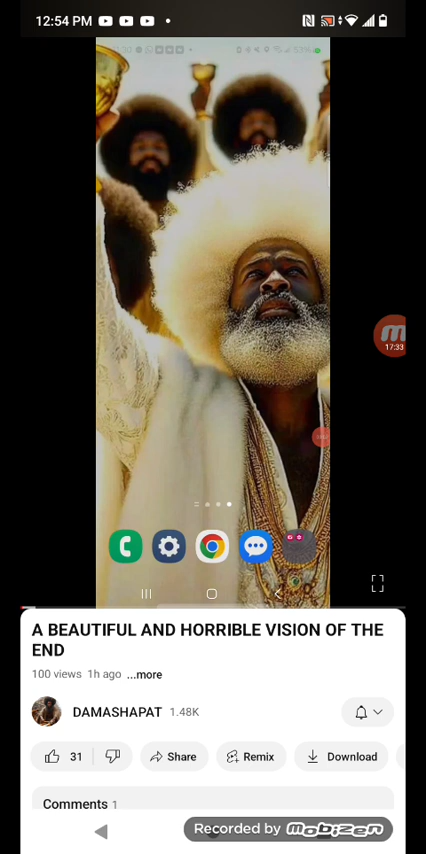 12:54 PM
53%
17:33
A BEAUTIFUL AND HORRIBLE VISION OF THE
END
100 views 1h ago ...more
DAMASHAPAT 1.48K
31 Share Remix Download
Comments 1
Recorded by mobizen